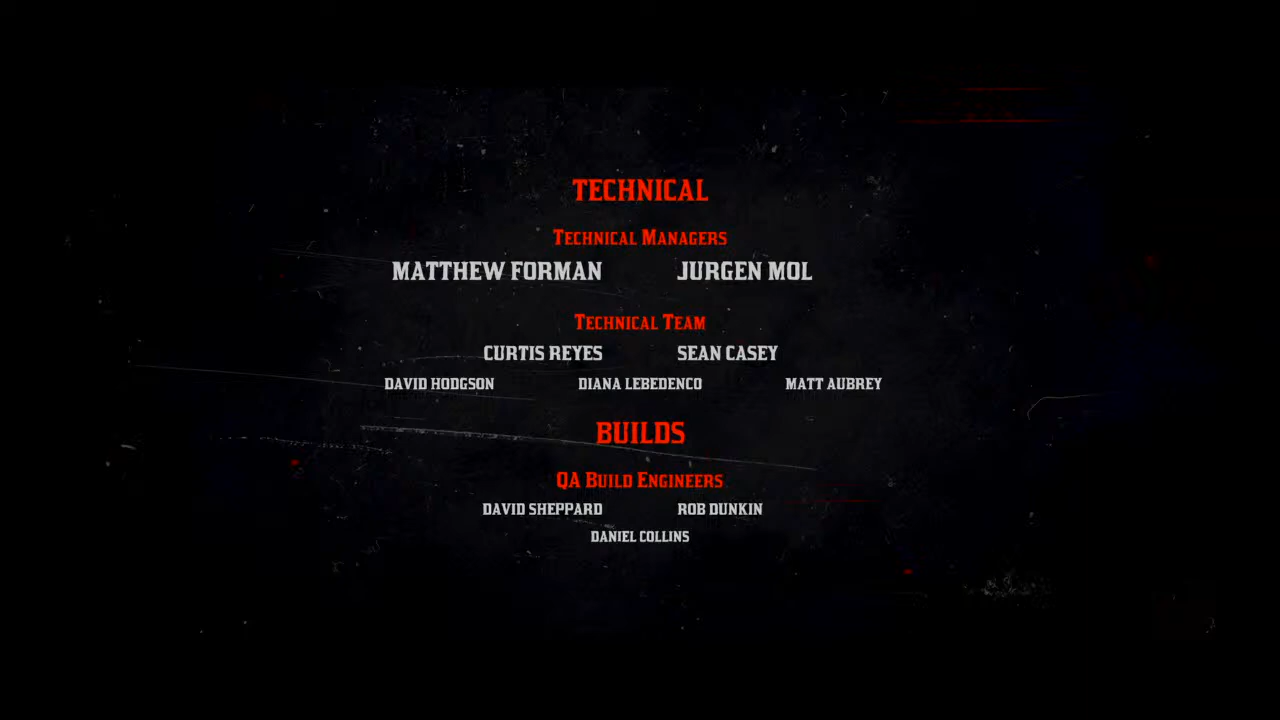 TECHNICAL
TECHNICAL MANAGERS
MATTHEW FORMAN JURGEN MOL
TECHNICAL TEAM
CURTIS REYES SEAN CASEY
DAVID HODGSON DIANA LEBEDENCO MATT AUBREY
BUILDS
QA BUILD ENGINEERS
DAVID SHEPPARD ROB DUNKIN
DANIEL COLLINS